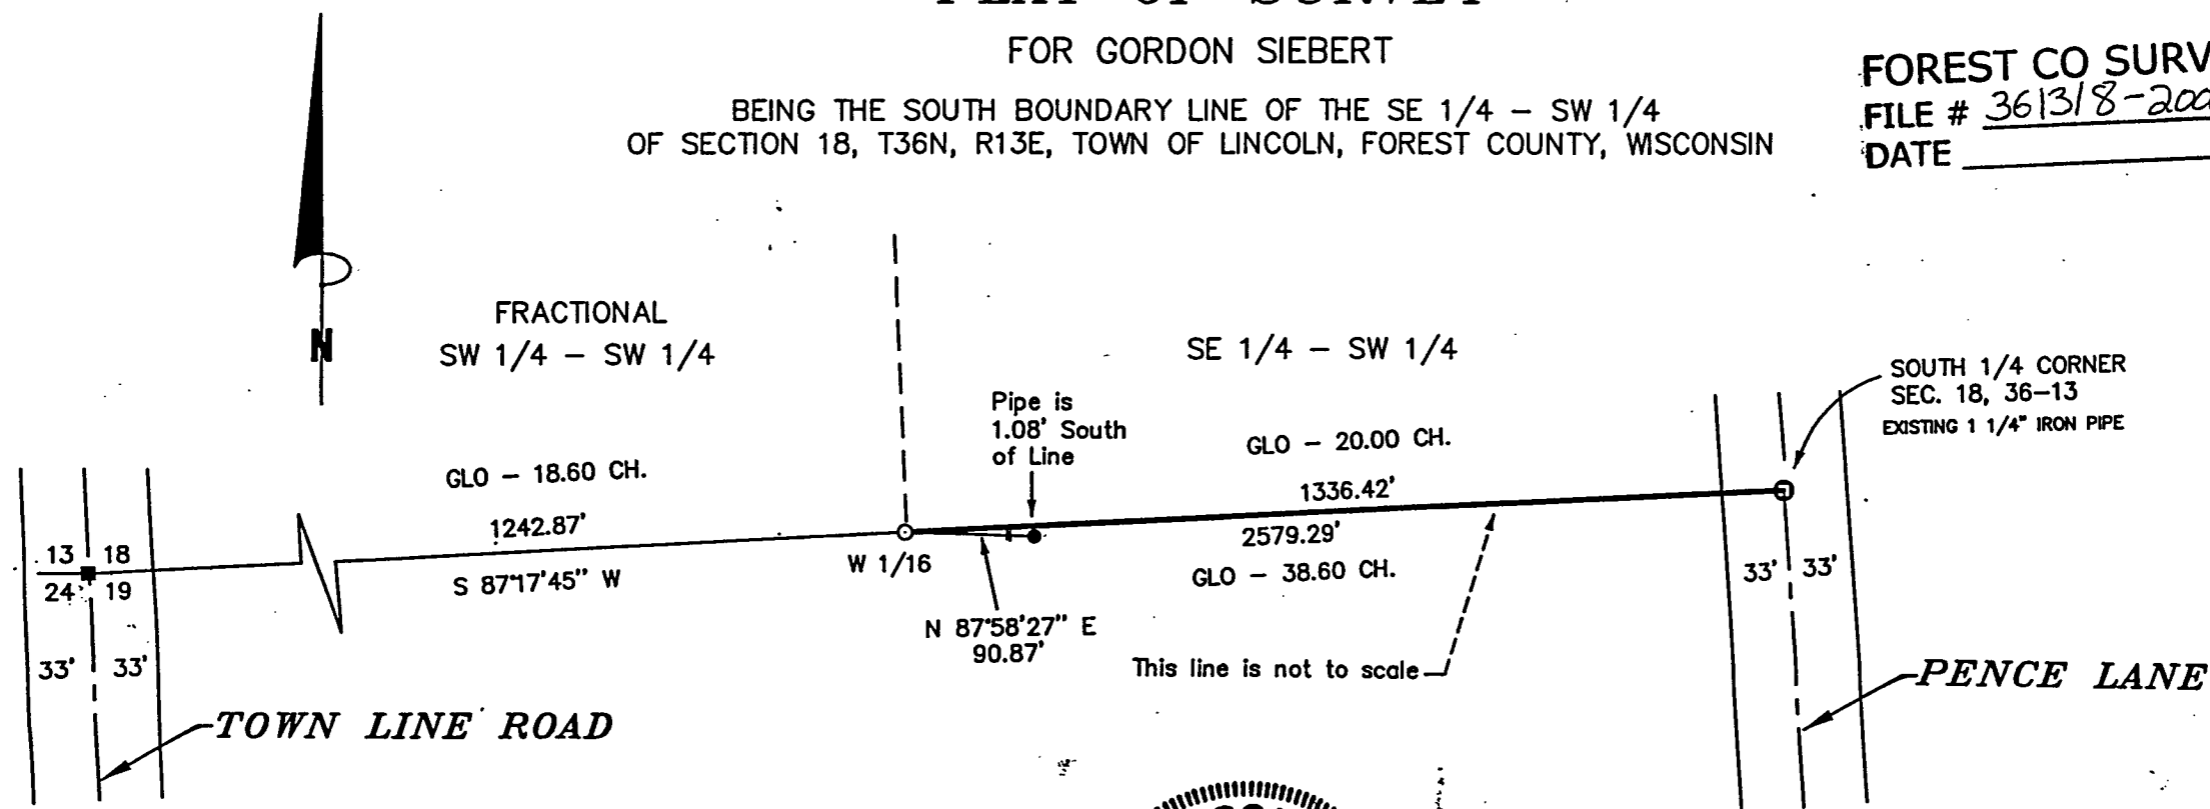 FOR GORDON SIEBERT
BEING THE SOUTH BOUNDARY LINE OF THE SE 1/4 – SW 1/4
OF SECTION 18, T36N, R13E, TOWN OF LINCOLN, FOREST COUNTY, WISCONSIN
FOREST CO SURV
FILE # 361318-200
DATE
N
FRACTIONAL
SW 1/4 – SW 1/4
SE 1/4 – SW 1/4
SOUTH 1/4 CORNER
SEC. 18, 36–13
EXISTING 1 1/4" IRON PIPE
Pipe is
1.08' South
of Line
GLO – 18.60 CH.
GLO – 20.00 CH.
1242.87'
1336.42'
13 18
24 19
S 87°17'45" W
W 1/16
2579.29'
GLO – 38.60 CH.
33' 33'
N 87°58'27" E
90.87'
This line is not to scale
33' 33'
TOWN LINE ROAD
PENCE LANE